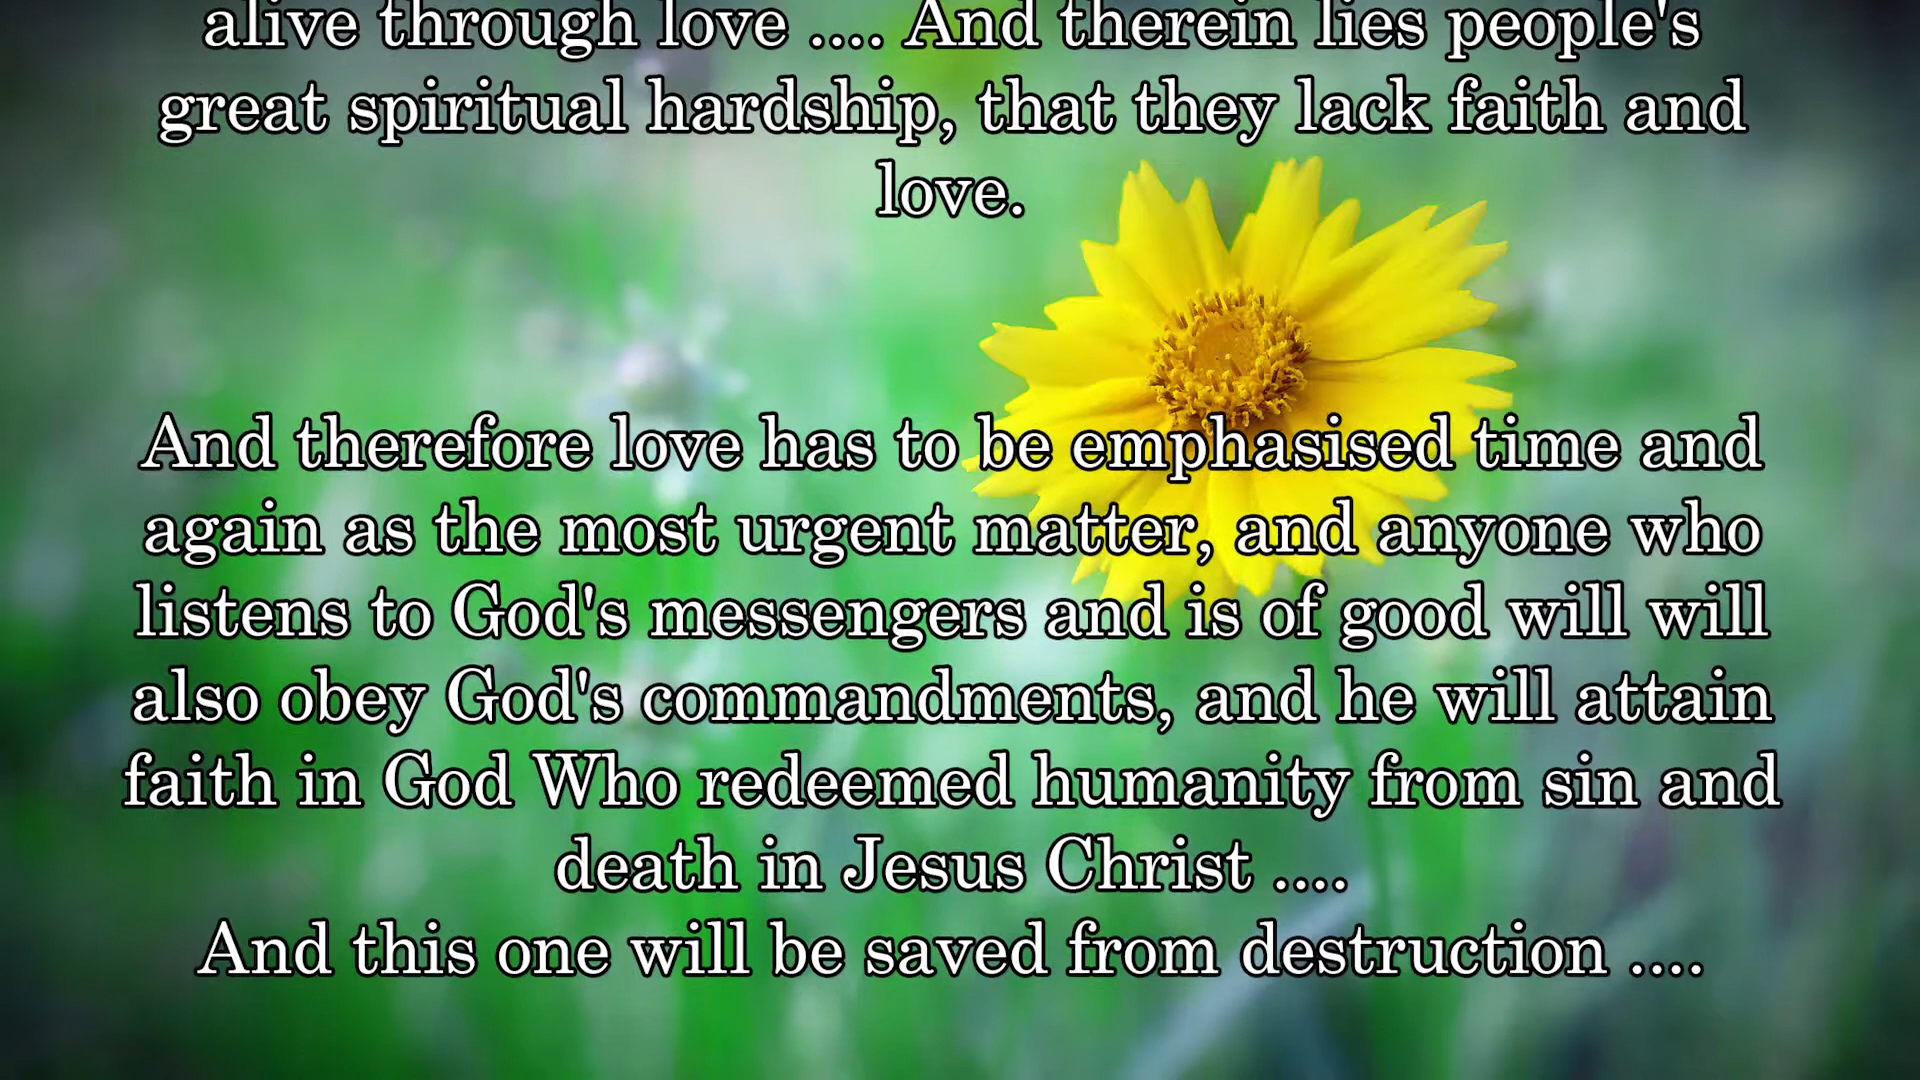 alive through love .... And therein lies people's
great spiritual hardship, that they lack faith and
love.
And therefore love has to be emphasised time and
again as the most urgent matter, and anyone who
listens to God's messengers and is of good will will
also obey God's commandments, and he will attain
faith in God Who redeemed humanity from sin and
death in Jesus Christ ....
And this one will be saved from destruction ....